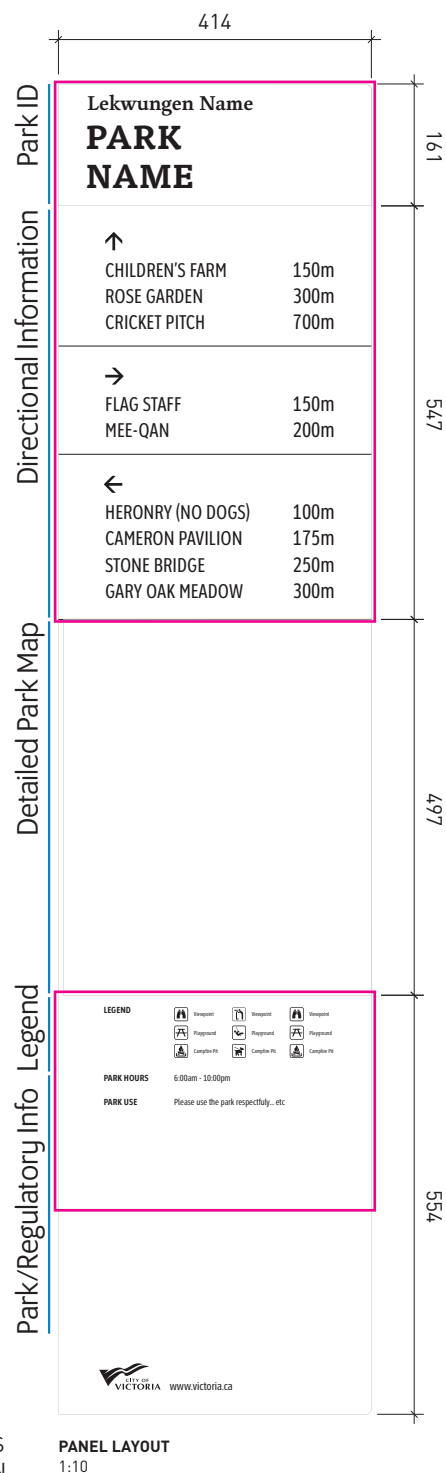 414
Park ID
Lekwungen Name
PARK
NAME
161
Directional Information
↑
CHILDREN'S FARM 150m
ROSE GARDEN 300m
CRICKET PITCH 700m
→
FLAG STAFF 150m
MEE-QAN 200m
←
HERONRY (NO DOGS) 100m
CAMERON PAVILION 175m
STONE BRIDGE 250m
GARY OAK MEADOW 300m
547
Detailed Park Map
497
Legend
LEGEND Viewpoint Viewpoint Viewpoint
Playground Playground Playground
Campfire Pit Campfire Pit Campfire Pit
Park/Regulatory Info
PARK HOURS 6:00am - 10:00pm
PARK USE Please use the park respectfuly... etc
554
CITY OF
VICTORIA www.victoria.ca
PANEL LAYOUT
1:10